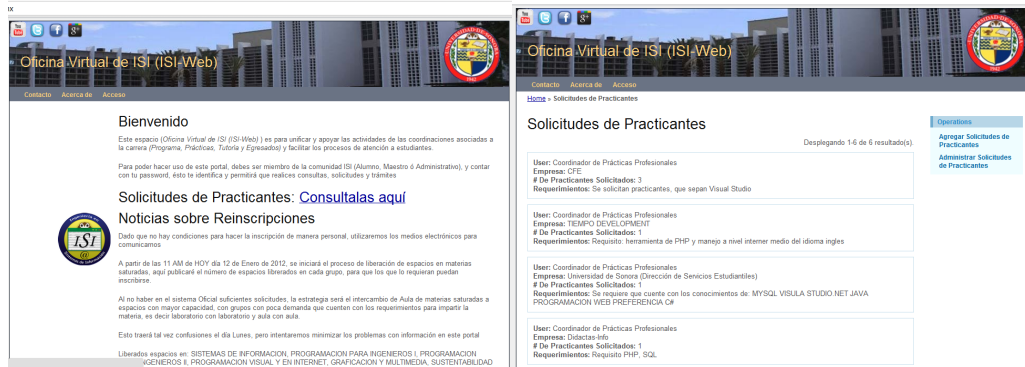 Oficina Virtual de ISI (ISI-Web)
Contacto Acerca de Acceso
Bienvenido
Este espacio (Oficina Virtual de ISI (ISI-Web) ) es para unificar y apoyar las actividades de las coordinaciones asociadas a
la carrera (Programa, Prácticas, Tutoria y Egresados) y facilitar los procesos de atención a estudiantes.
Para poder hacer uso de este portal, debes ser miembro de la comunidad ISI (Alumno, Maestro ó Administrativo), y contar
con tu password, ésto te identifica y permitirá que realices consultas, solicitudes y trámites
Solicitudes de Practicantes: Consultalas aquí
Noticias sobre Reinscripciones
ISI
@
Dado que no hay condiciones para hacer la inscripción de manera personal, utilizaremos los medios electrónicos para
comunicarnos
A partir de las 11 AM de HOY día 12 de Enero de 2012, se iniciará el proceso de liberación de espacios en materias
saturadas, aquí publicaré el número de espacios liberados en cada grupo, para que los que lo requieran puedan
inscribirse.
Al no haber en el sistema Oficial suficientes solicitudes, la estrategia será el intercambio de Aula de materias saturadas a
espacios con mayor capacidad, con grupos con poca demanda que cuenten con los requerimientos para impartir la
materia, es decir laboratorio con laboratorio y aula con aula.
Esto traerá tal vez confusiones el día Lunes, pero intentaremos minimizar los problemas con información en este portal
Liberados espacios en: SISTEMAS DE INFORMACION, PROGRAMACION PARA INGENIEROS I, PROGRAMACION
INGENIEROS II, PROGRAMACION VISUAL Y EN INTERNET, GRAFICACION Y MULTIMEDIA, SUSTENTABILIDAD
Oficina Virtual de ISI (ISI-Web)
Contacto Acerca de Acceso
Home » Solicitudes de Practicantes
Solicitudes de Practicantes
Desplegando 1-6 de 6 resultado(s).
User: Coordinador de Prácticas Profesionales
Empresa: CFE
# De Practicantes Solicitados: 3
Requerimientos: Se solicitan practicantes, que sepan Visual Studio
User: Coordinador de Prácticas Profesionales
Empresa: TIEMPO DEVELOPMENT
# De Practicantes Solicitados: 1
Requerimientos: Requisito: herramienta de PHP y manejo a nivel interner medio del idioma ingles
User: Coordinador de Prácticas Profesionales
Empresa: Universidad de Sonora (Dirección de Servicios Estudiantiles)
# De Practicantes Solicitados: 1
Requerimientos: Se requiere que cuente con los conocimientos de: MYSQL VISULA STUDIO.NET JAVA
PROGRAMACION WEB PREFERENCIA C#
User: Coordinador de Prácticas Profesionales
Empresa: Didactas-Info
# De Practicantes Solicitados: 1
Requerimientos: Requisito PHP, SQL
Operations
Agregar Solicitudes de
Practicantes
Administrar Solicitudes
de Practicantes